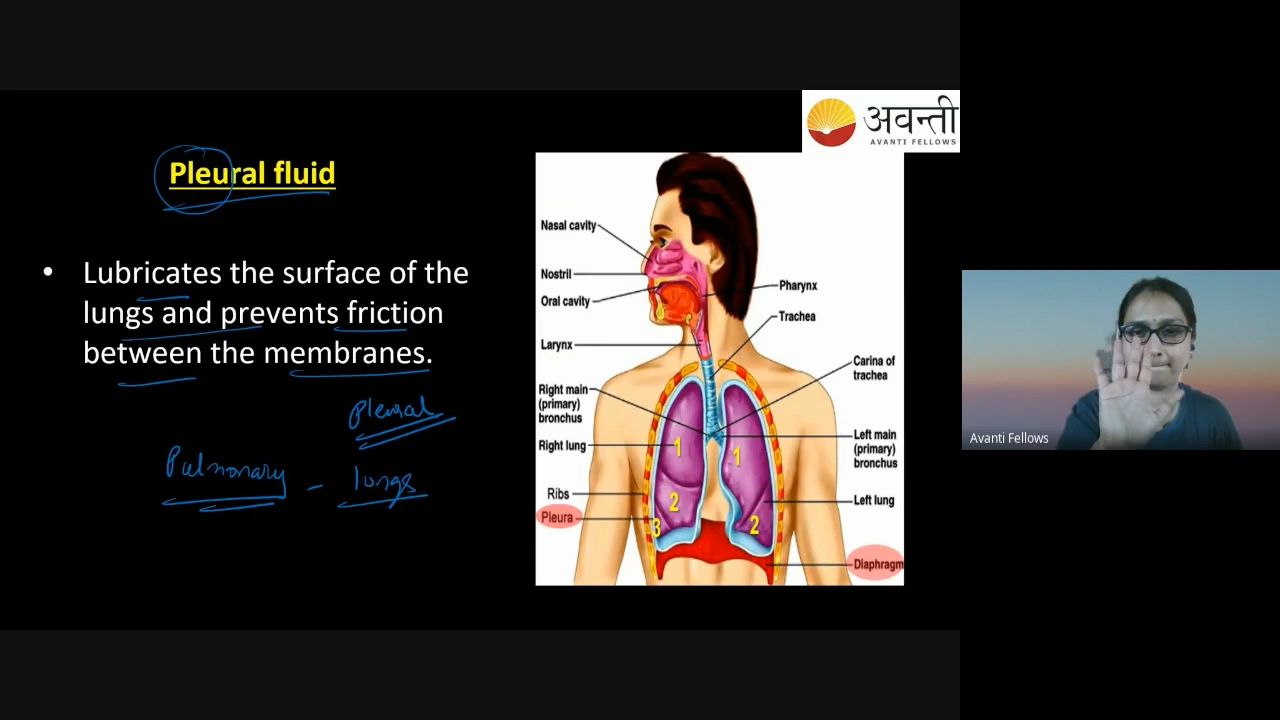 अवन्ती
AVANTI FELLOWS
Pleural fluid
• Lubricates the surface of the
lungs and prevents friction
between the membranes.
pleural
Pulmonary - lungs
Nasal cavity
Nostril
Oral cavity
Larynx
Right main
(primary)
bronchus
Right lung
Ribs
Pleura
Pharynx
Trachea
Carina of
trachea
Left main
(primary)
bronchus
Left lung
Diaphragm
1
2
3
1
2
Avanti Fellows